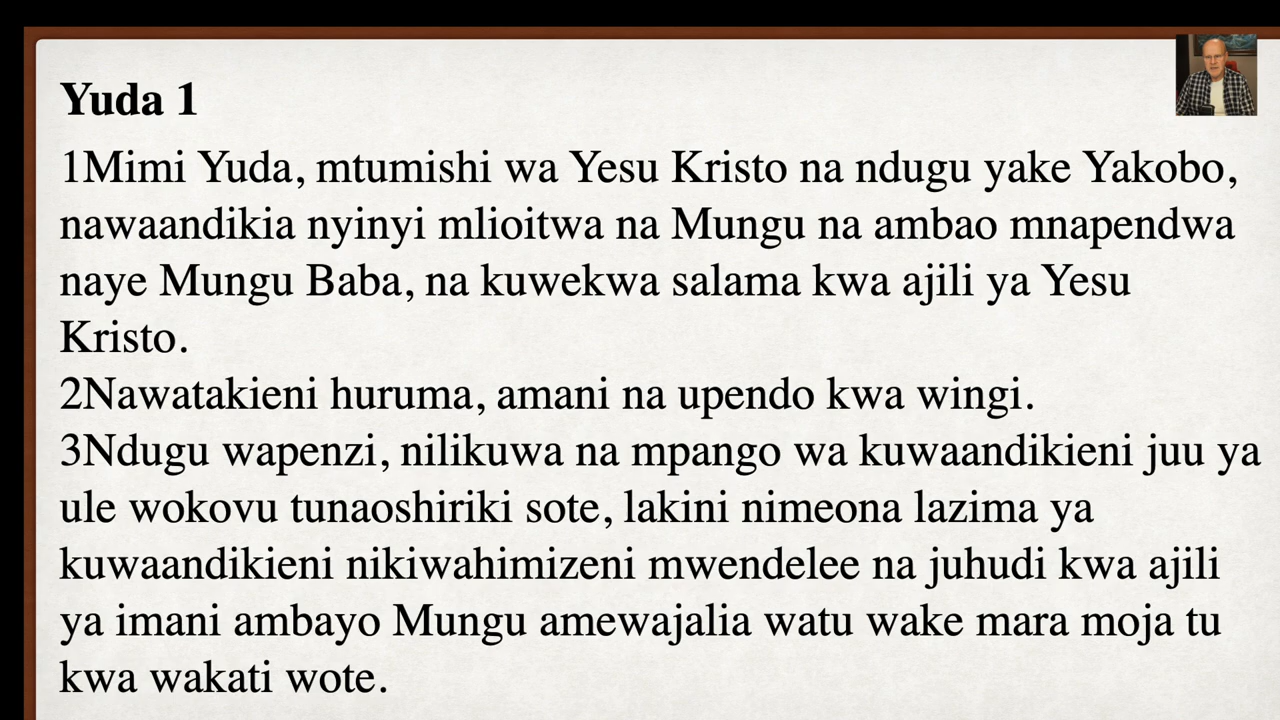 Yuda 1
1Mimi Yuda, mtumishi wa Yesu Kristo na ndugu yake Yakobo,
nawaandikia nyinyi mlioitwa na Mungu na ambao mnapendwa
naye Mungu Baba, na kuwekwa salama kwa ajili ya Yesu
Kristo.
2Nawatakieni huruma, amani na upendo kwa wingi.
3Ndugu wapenzi, nilikuwa na mpango wa kuwaandikieni juu ya
ule wokovu tunaoshiriki sote, lakini nimeona lazima ya
kuwaandikieni nikiwahimizeni mwendelee na juhudi kwa ajili
ya imani ambayo Mungu amewajalia watu wake mara moja tu
kwa wakati wote.